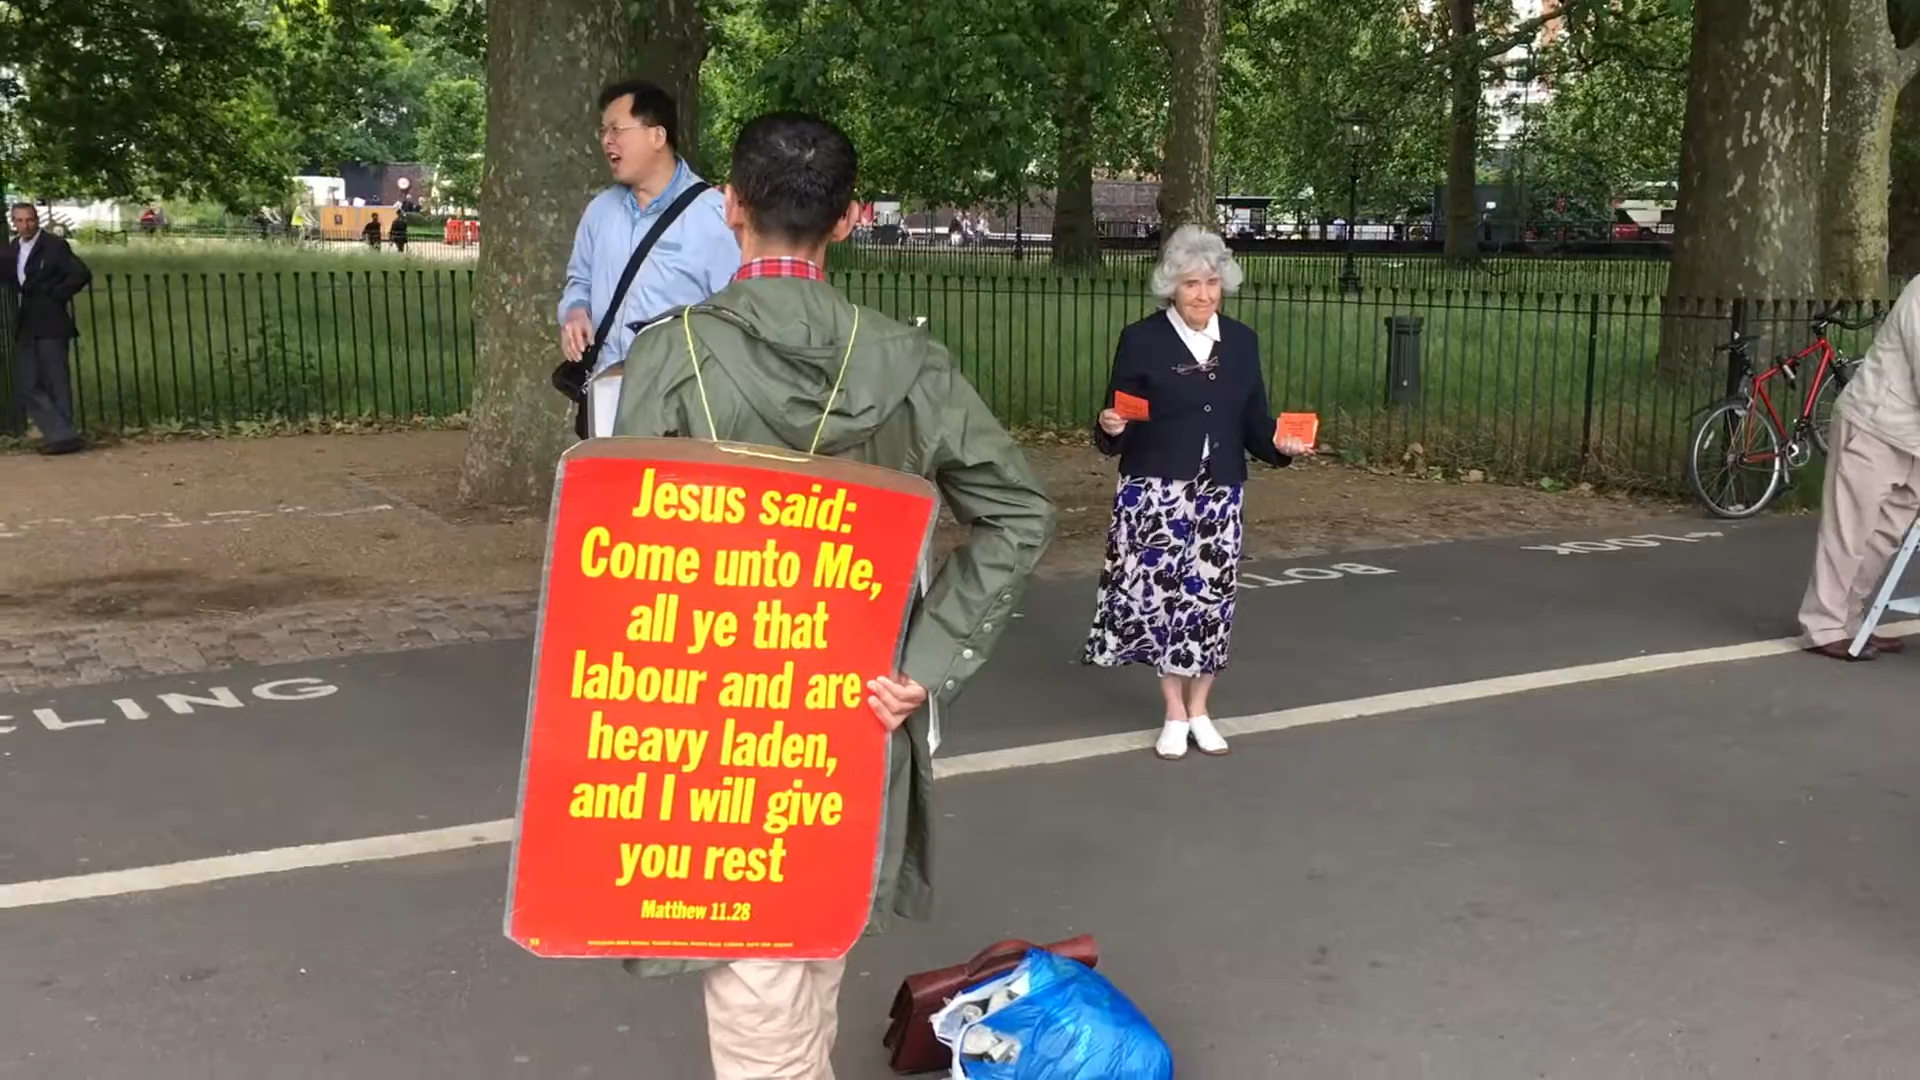 Jesus said:
Come unto Me,
all ye that
labour and are
heavy laden,
and I will give
you rest
Matthew 11.28
CLING
LOOK